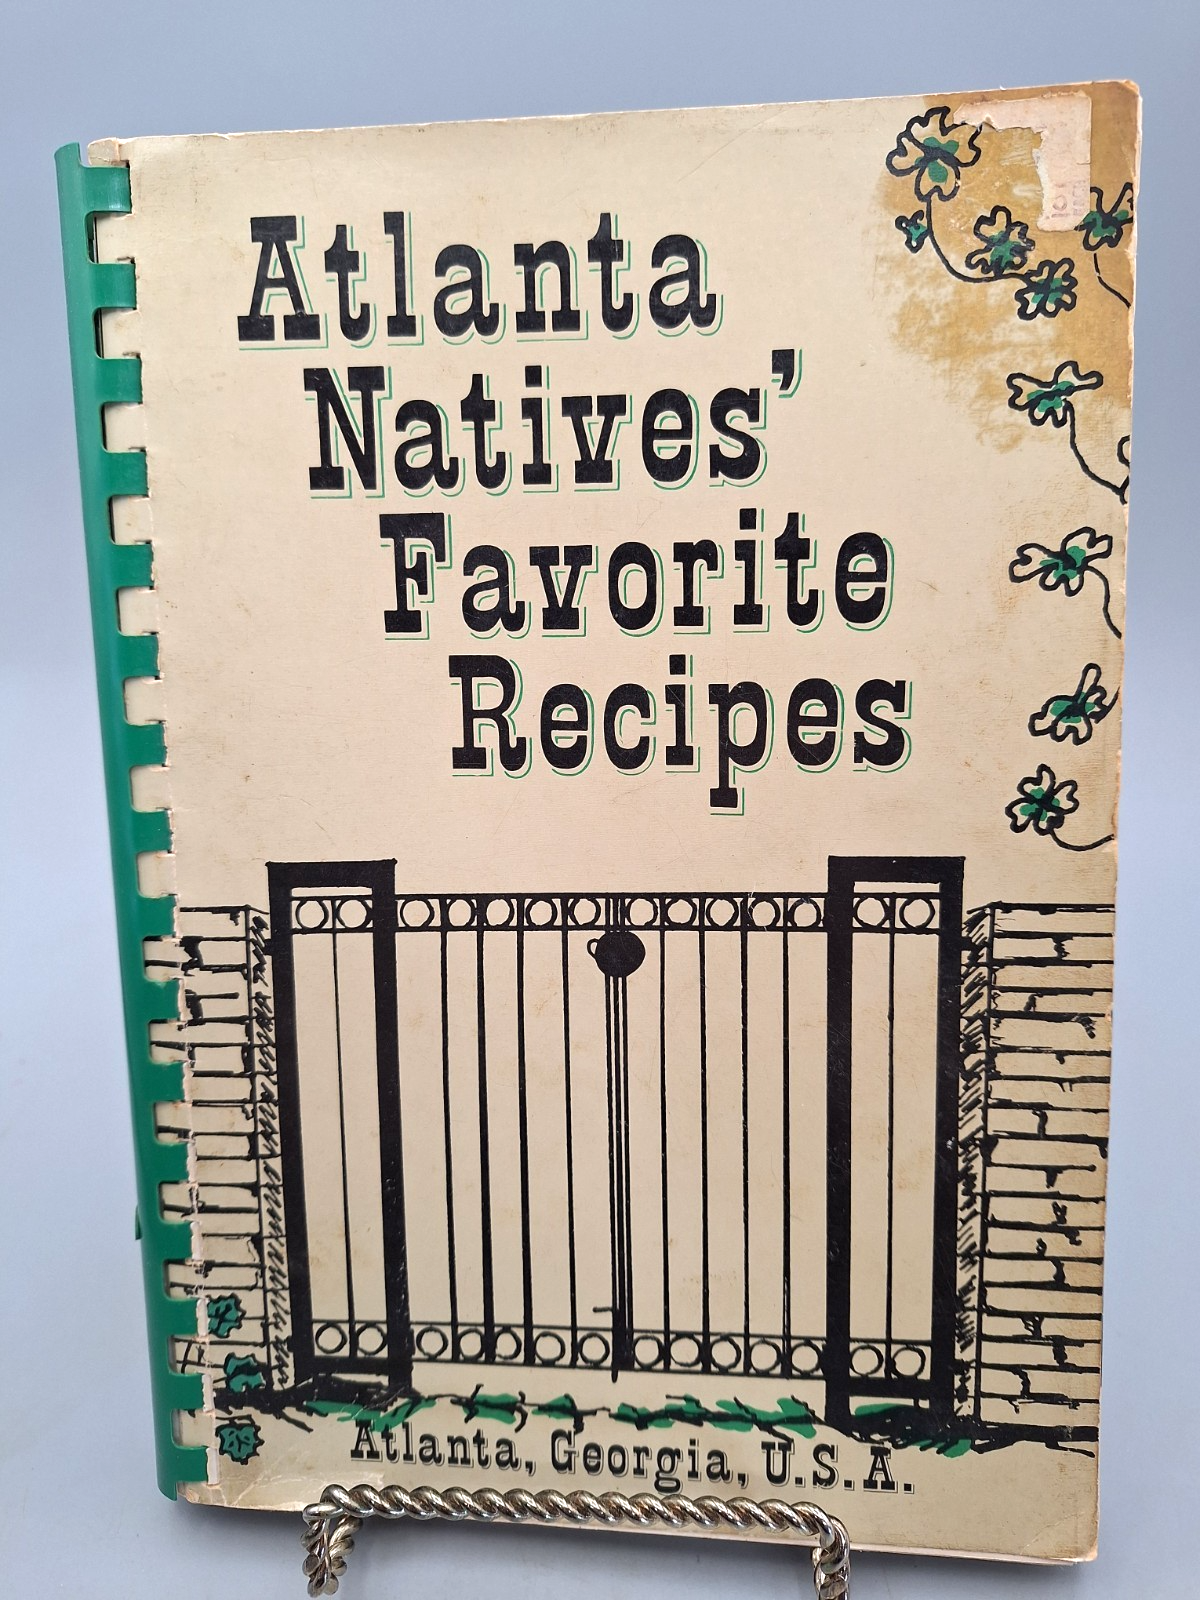 Atlanta
Natives’
Favorite
Recipes
Atlanta, Georgia, U.S.A.